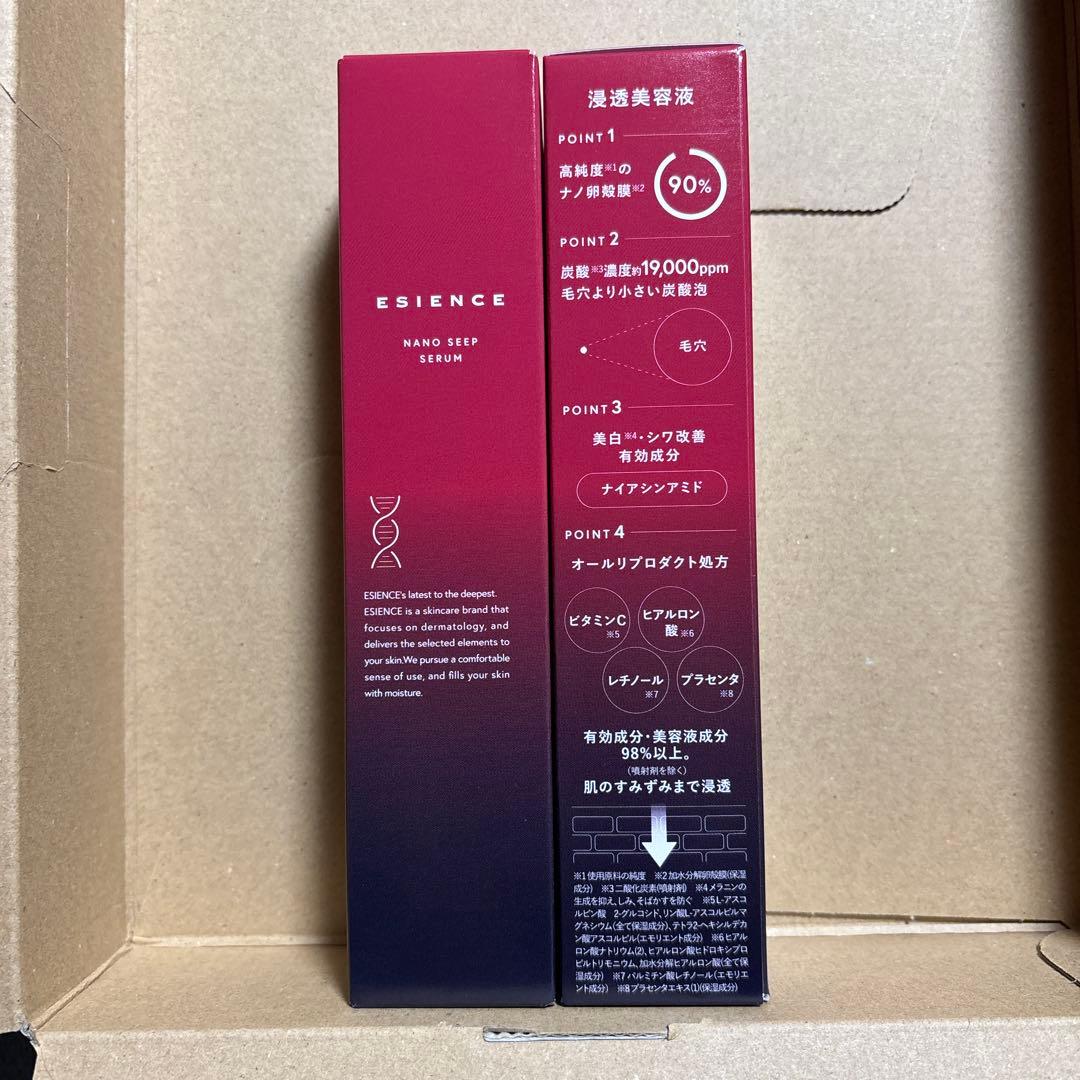 ESIENCE
NANO SEEP
SERUM
ESIENCE's latest to the deepest.
ESIENCE is a skincare brand that
focuses on dermatology, and
delivers the selected elements to
your skin.We pursue a comfortable
sense of use, and fills your skin
with moisture.
浸透美容液
POINT 1
高純度※1の
ナノ卵殻膜※2
90%
POINT 2
炭酸※3濃度約19,000ppm
毛穴より小さい炭酸泡
毛穴
POINT 3
美白※4・シワ改善
有効成分
ナイアシンアミド
POINT 4
オールリプロダクト処方
ビタミンC
※5
ヒアルロン
酸※6
レチノール
※7
プラセンタ
※8
有効成分・美容液成分
98%以上。
(噴射剤を除く)
肌のすみずみまで浸透
※1 使用原料の純度 ※2 加水分解卵殻膜(保湿
成分) ※3 二酸化炭素(噴射剤) ※4 メラニンの
生成を抑え、しみ、そばかすを防ぐ ※5 L-アスコ
ルビン酸 2-グルコシド、リン酸L-アスコルビルマ
グネシウム(全て保湿成分)、テトラ2-ヘキシルデカ
ン酸アスコルビル(エモリエント成分) ※6 ヒアル
ロン酸ナトリウム(2)、ヒアルロン酸ヒドロキシプロ
ピルトリモニウム、加水分解ヒアルロン酸(全て保
湿成分) ※7 パルミチン酸レチノール(エモリエ
ント成分) ※8 プラセンタエキス(1)(保湿成分)